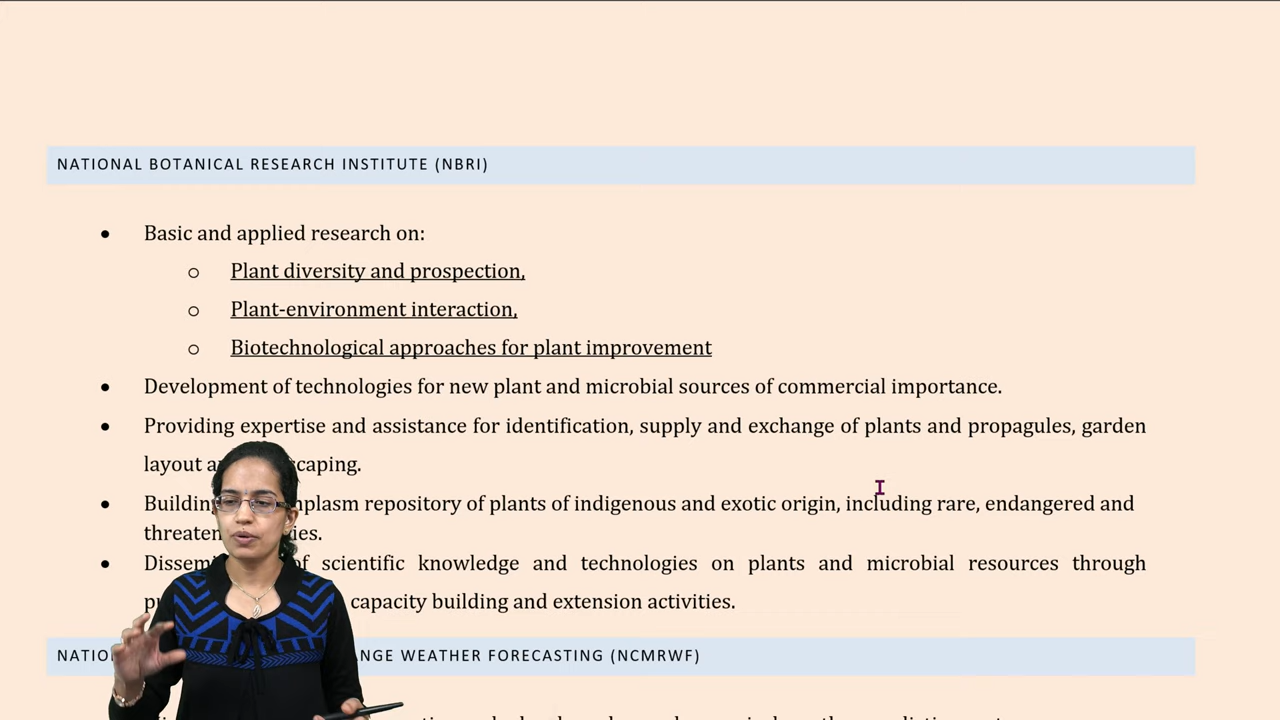 NATIONAL BOTANICAL RESEARCH INSTITUTE (NBRI)
• Basic and applied research on:
o Plant diversity and prospection,
o Plant-environment interaction,
o Biotechnological approaches for plant improvement
• Development of technologies for new plant and microbial sources of commercial importance.
• Providing expertise and assistance for identification, supply and exchange of plants and propagules, garden
layout scaping.
• Building plasm repository of plants of indigenous and exotic origin, including rare, endangered and
threaten ies.
• Dissem of scientific knowledge and technologies on plants and microbial resources through
capacity building and extension activities.
NATIO NGE WEATHER FORECASTING (NCMRWF)